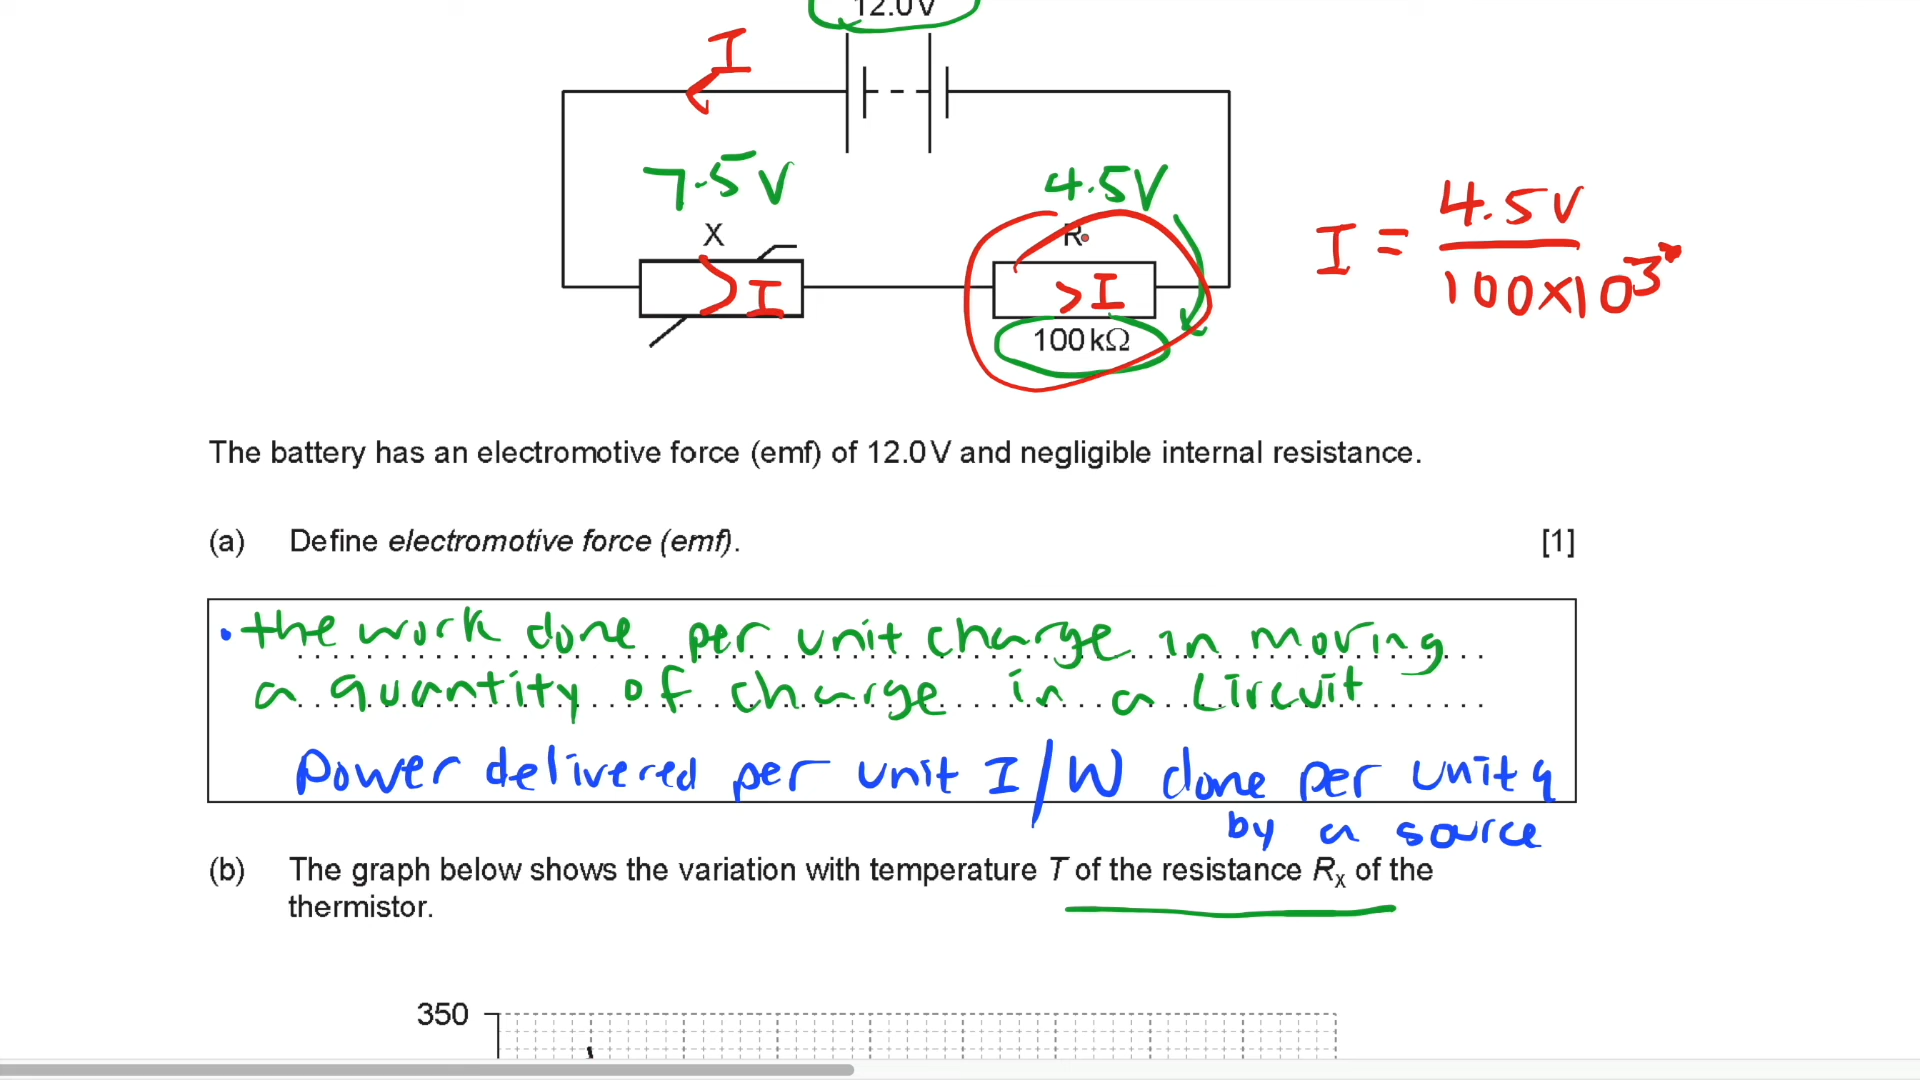 12.0V
I
7.5V
4.5V
X
R
I
I
100 kΩ
I = 4.5V / 100×10³
The battery has an electromotive force (emf) of 12.0 V and negligible internal resistance.
(a) Define electromotive force (emf). [1]
• the work done per unit charge in moving
a quantity of charge in a circuit
Power delivered per unit I/W done per unit q
by a source
(b) The graph below shows the variation with temperature T of the resistance Rₓ of the
thermistor.
350